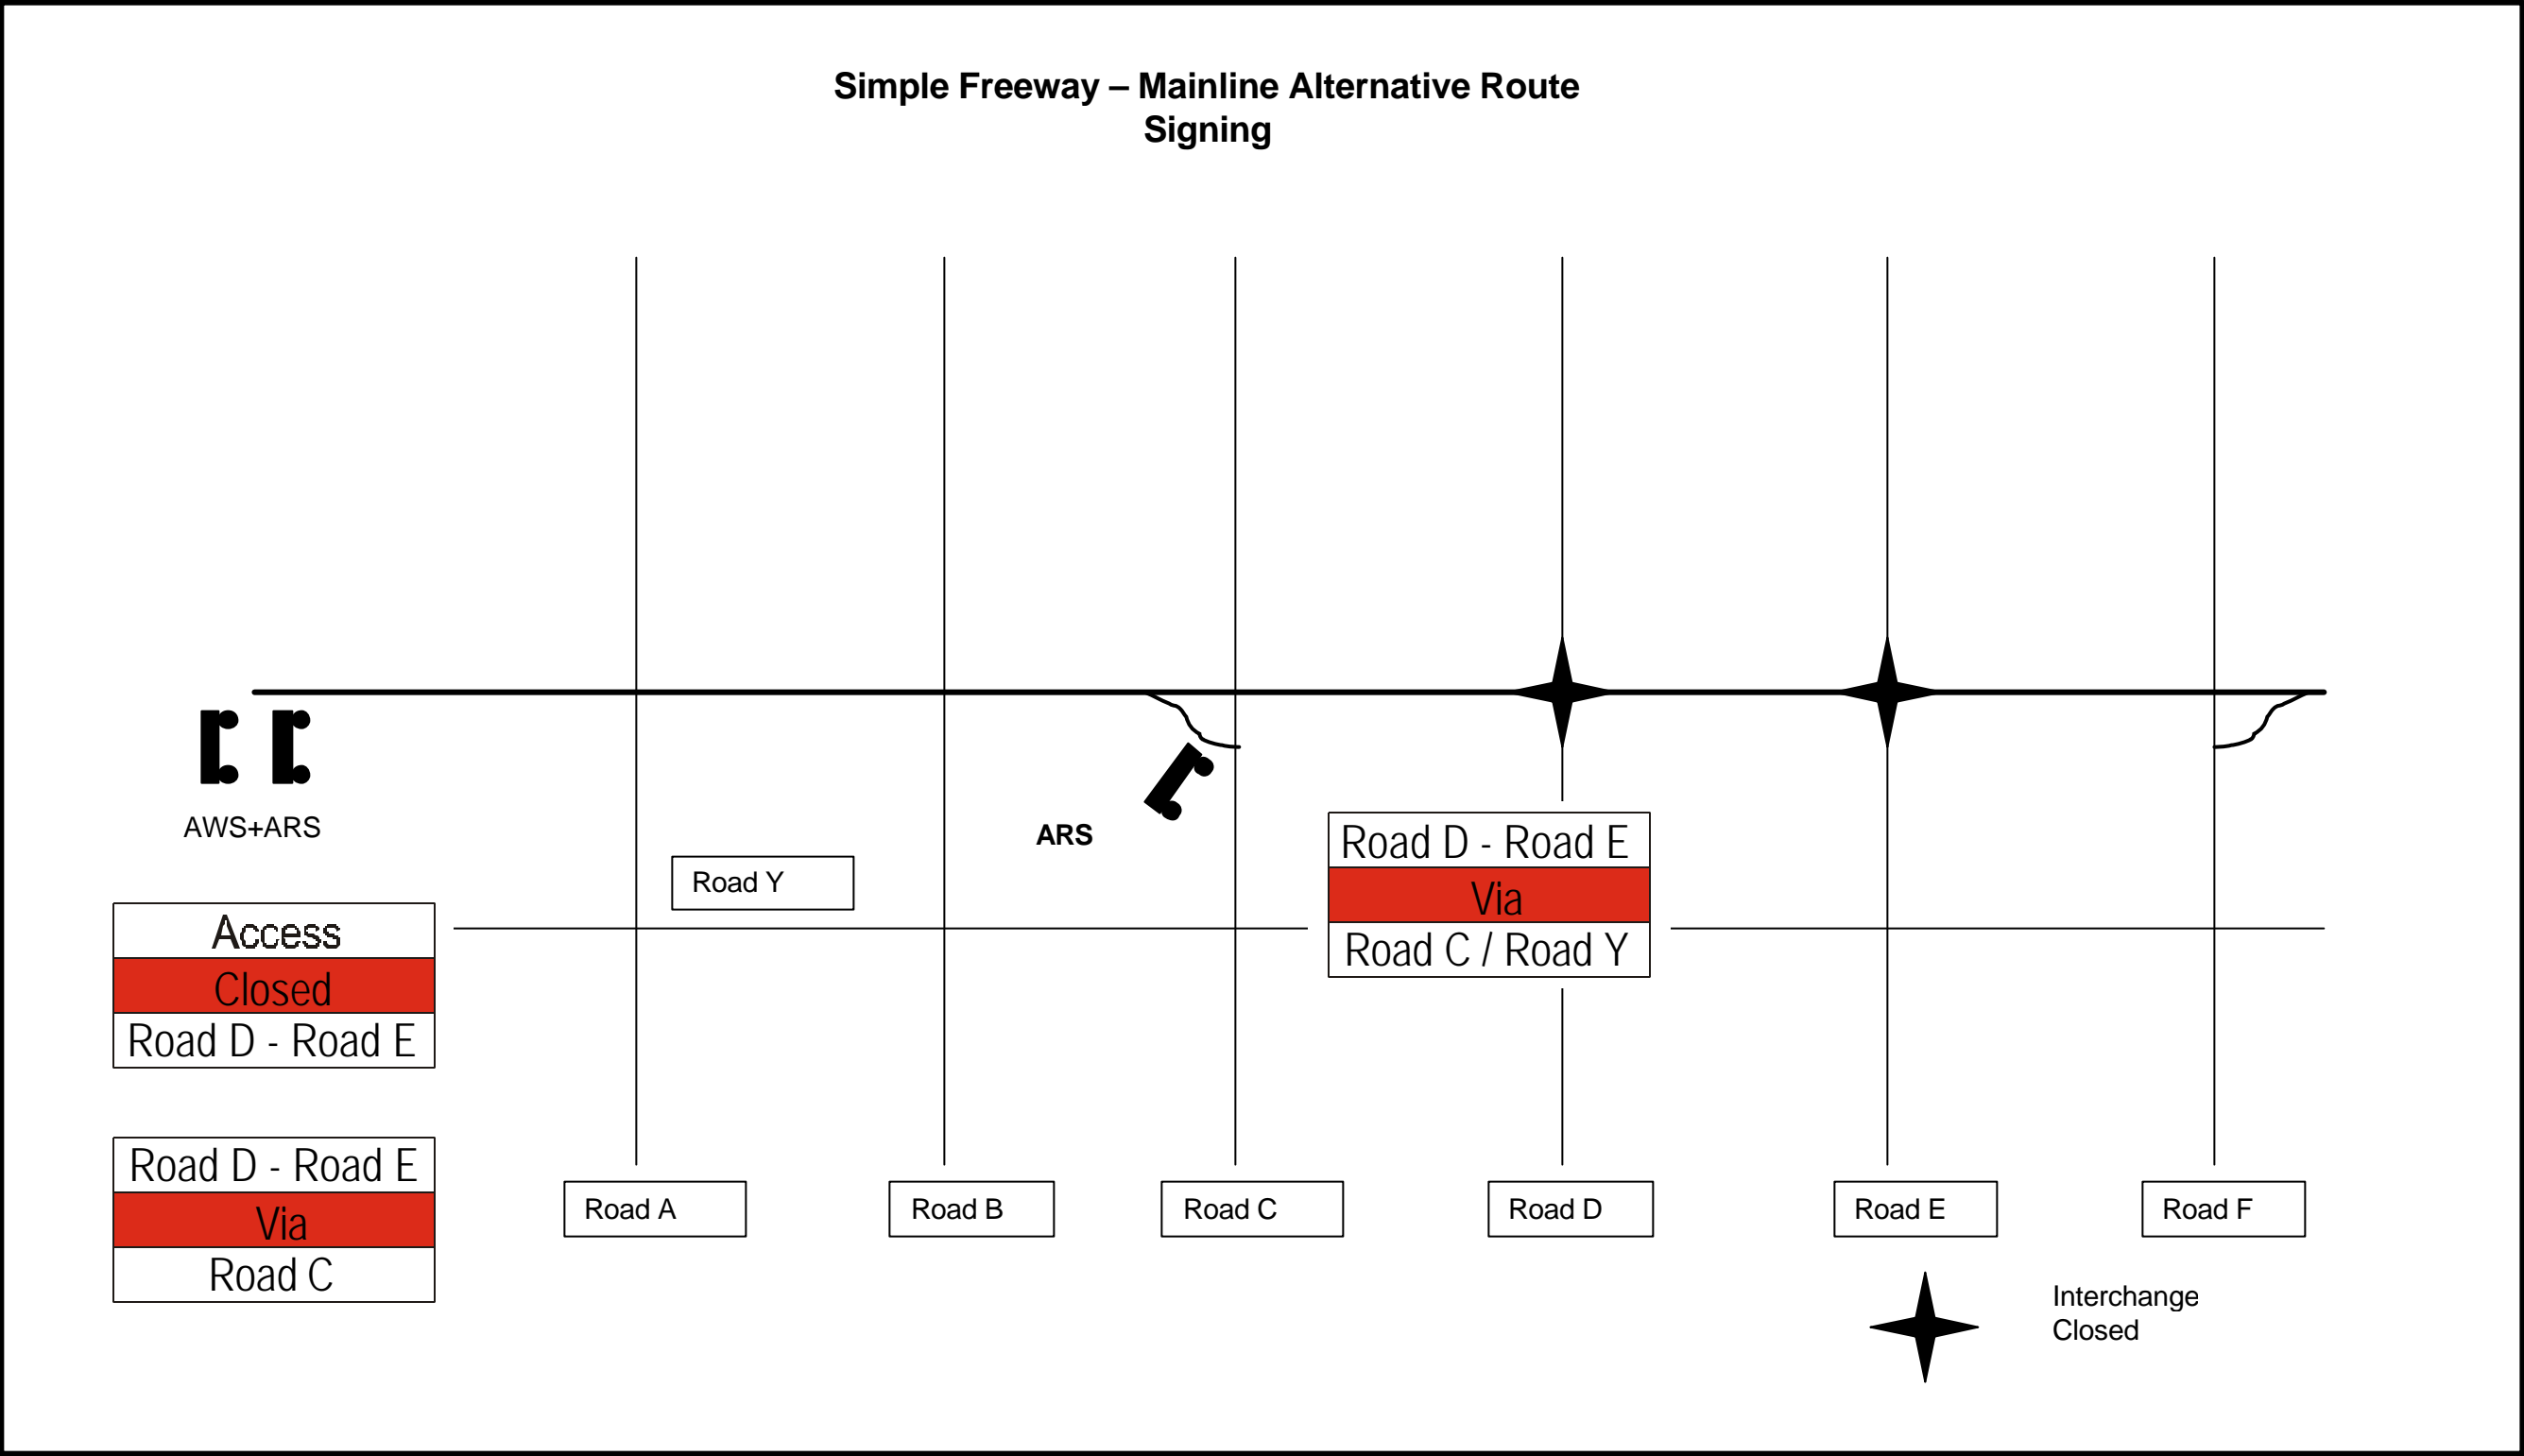 Simple Freeway – Mainline Alternative Route
Signing
AWS+ARS
ARS
Road Y
Road D - Road E
Via
Road C / Road Y
Access
Closed
Road D - Road E
Road D - Road E
Via
Road C
Road A
Road B
Road C
Road D
Road E
Road F
Interchange
Closed